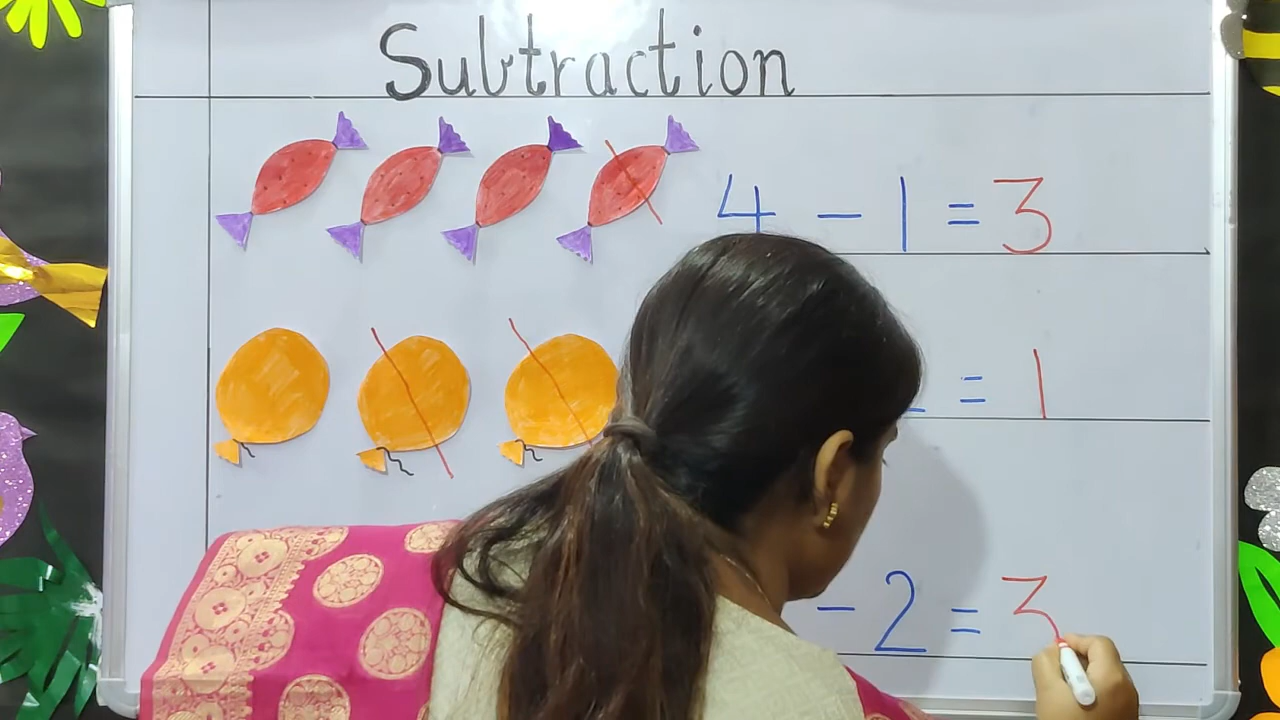 Subtraction
4 - 1 = 3
= 1
- 2 = 3